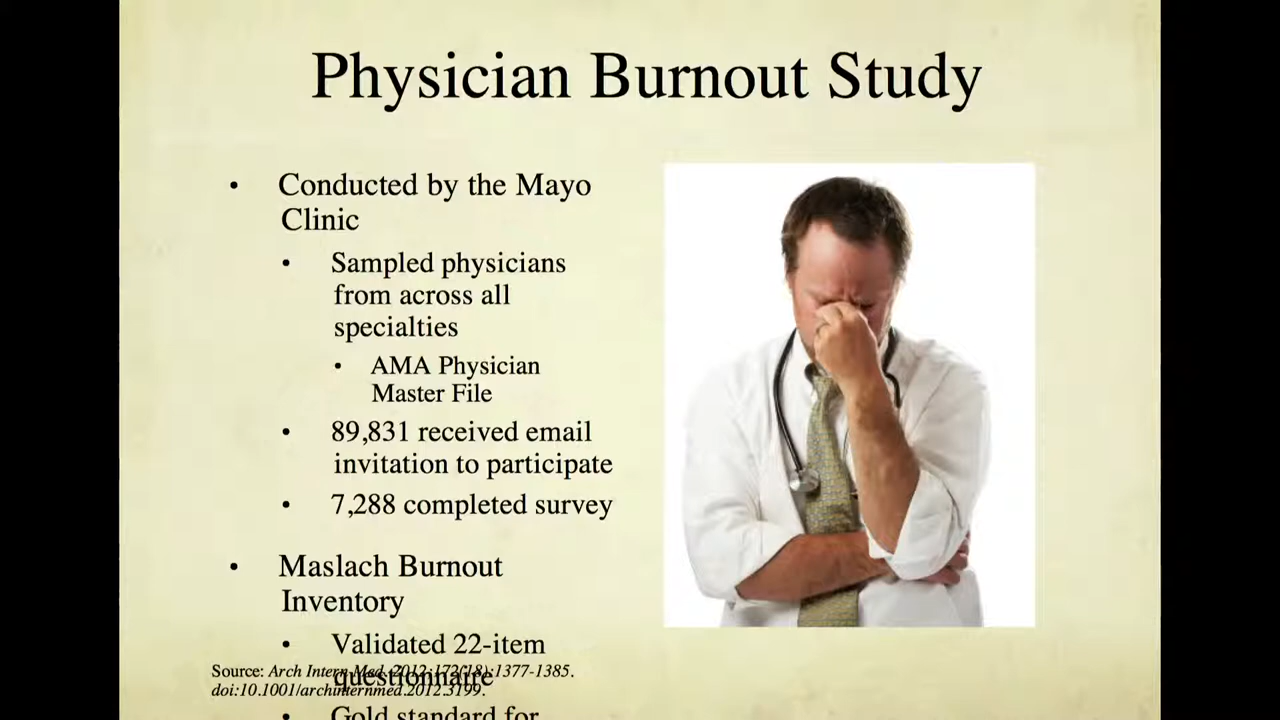 Physician Burnout Study
• Conducted by the Mayo
Clinic
• Sampled physicians
from across all
specialties
• AMA Physician
Master File
• 89,831 received email
invitation to participate
• 7,288 completed survey
• Maslach Burnout
Inventory
• Validated 22-item
questionnaire
• Gold standard for
Source: Arch Intern Med. 2012;172(18):1377-1385.
doi:10.1001/archinternmed.2012.3199.